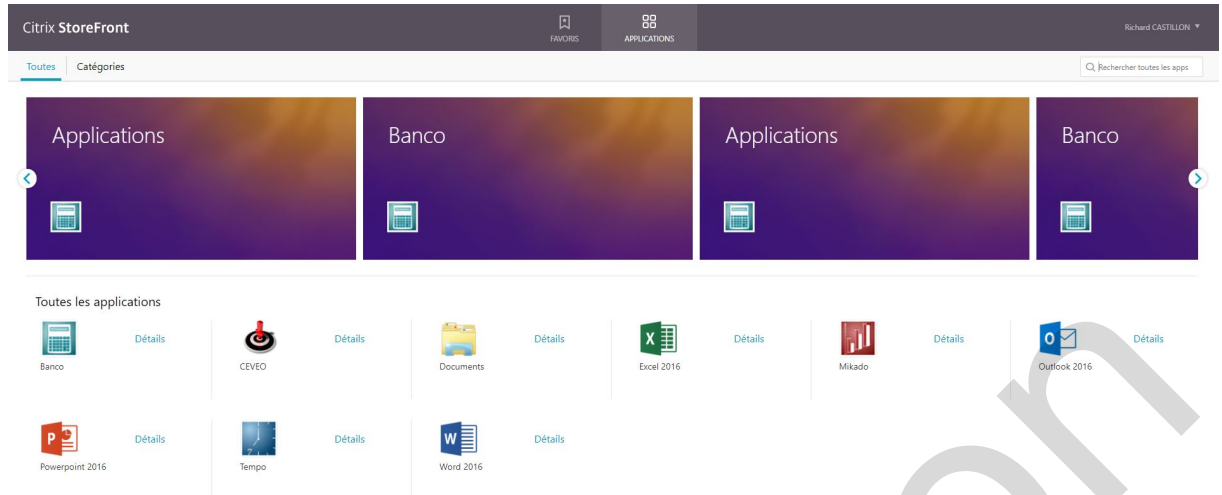 Citrix StoreFront
FAVORIS
APPLICATIONS
Richard CASTILLON
Toutes
Catégories
Rechercher toutes les apps
Applications
Banco
Applications
Banco
Toutes les applications
Détails
Détails
Détails
Détails
Détails
Détails
Banco
CEVEO
Documents
Excel 2016
Mikado
Outlook 2016
Détails
Détails
Détails
Powerpoint 2016
Tempo
Word 2016